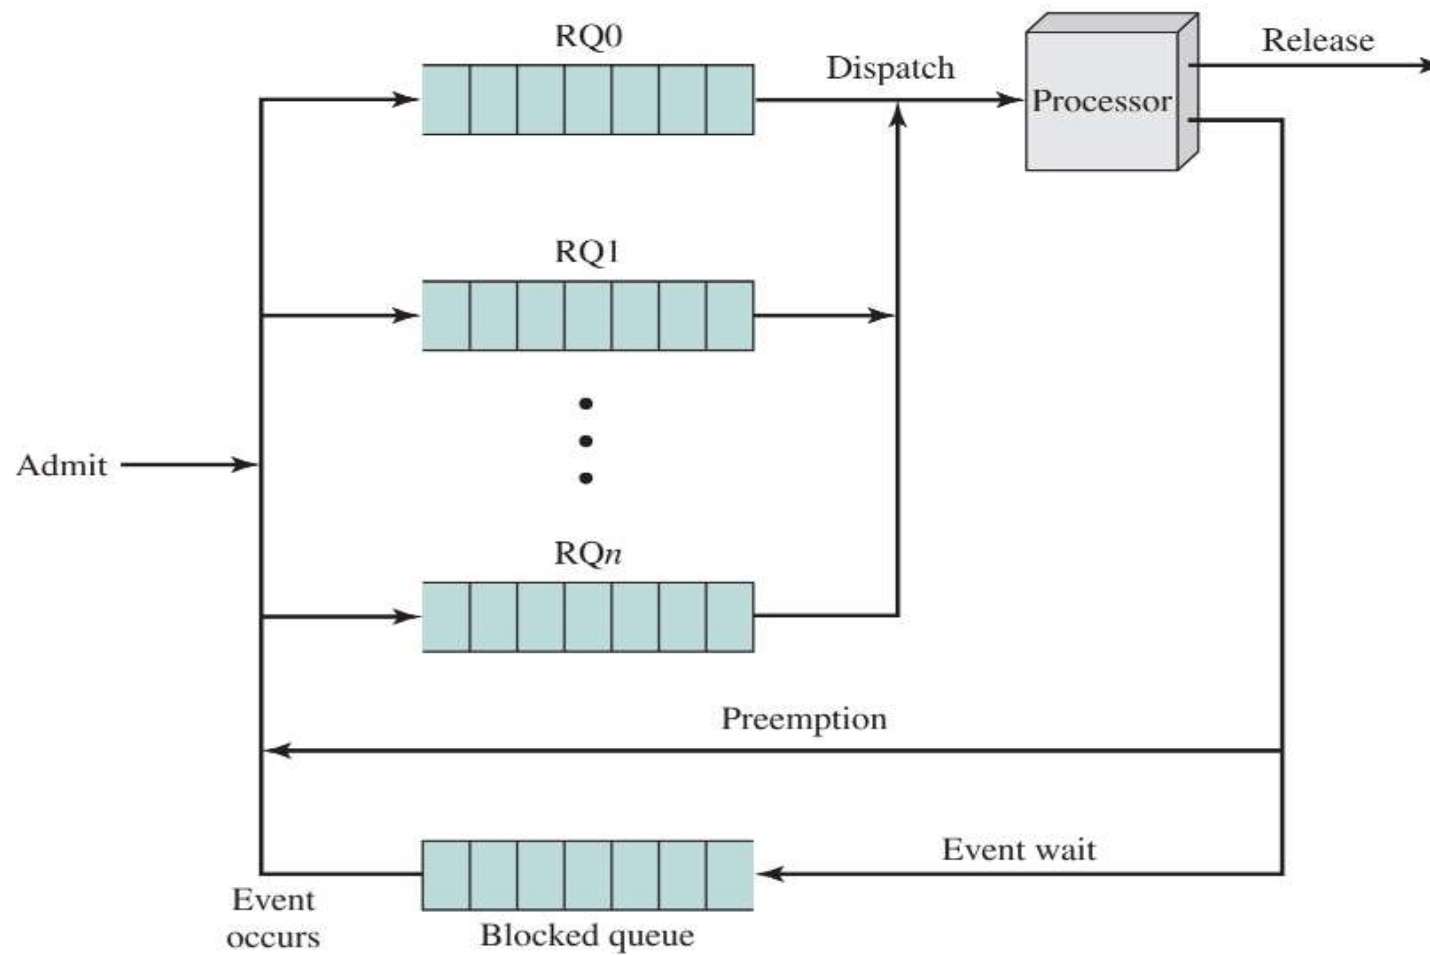 RQ0
Release
Dispatch
Processor
RQ1
Admit
RQn
Preemption
Event wait
Event
occurs
Blocked queue